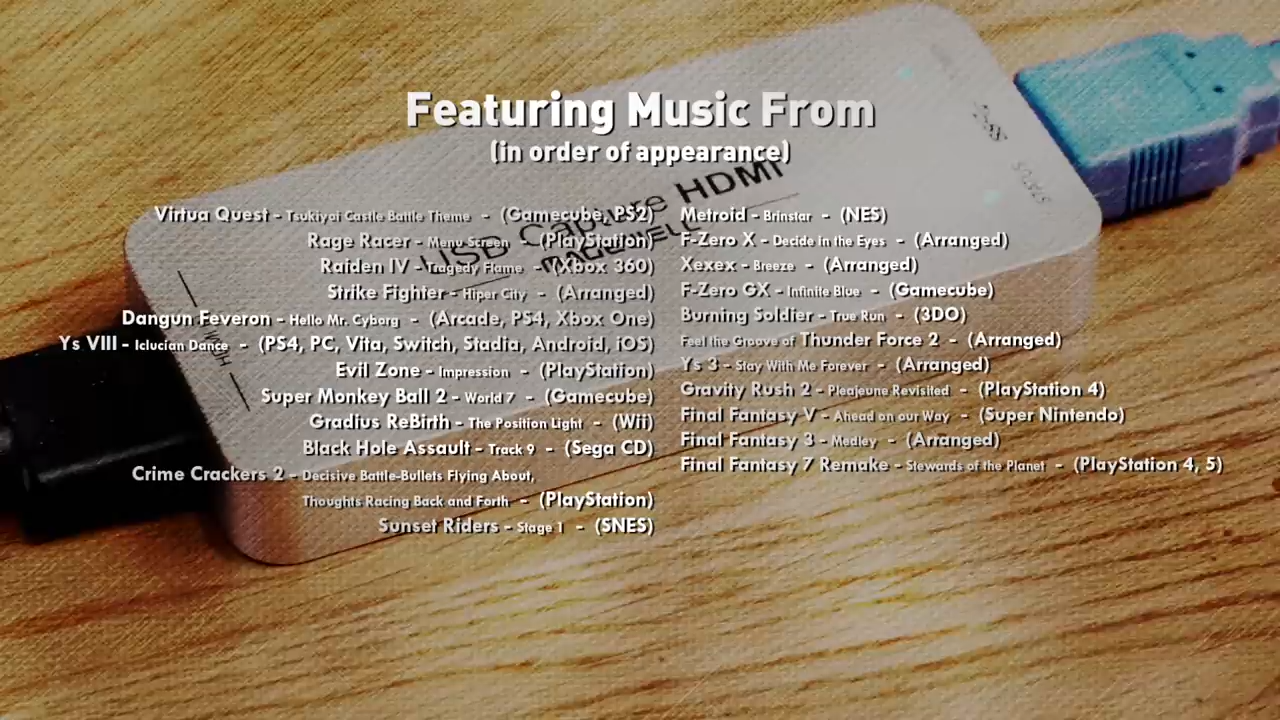 Featuring Music From
(in order of appearance)
Virtua Quest - Tsukiyai Castle Battle Theme - (Gamecube, PS2)
Rage Racer - Menu Screen - (PlayStation)
Raiden IV - Tragedy Flame - (Xbox 360)
Strike Fighter - Hiper City - (Arranged)
Dangun Feveron - Hello Mr. Cyborg - (Arcade, PS4, Xbox One)
Ys VIII - Iclucian Dance - (PS4, PC, Vita, Switch, Stadia, Android, iOS)
Evil Zone - Impression - (PlayStation)
Super Monkey Ball 2 - World 7 - (Gamecube)
Gradius ReBirth - The Position Light - (Wii)
Black Hole Assault - Track 9 - (Sega CD)
Crime Crackers 2 - Decisive Battle-Bullets Flying About,
Thoughts Racing Back and Forth - (PlayStation)
Sunset Riders - Stage 1 - (SNES)
Metroid - Brinstar - (NES)
F-Zero X - Decide in the Eyes - (Arranged)
Xexex - Breeze - (Arranged)
F-Zero GX - Infinite Blue - (Gamecube)
Burning Soldier - True Run - (3DO)
Feel the Groove of Thunder Force 2 - (Arranged)
Ys 3 - Stay With Me Forever - (Arranged)
Gravity Rush 2 - Pleajeune Revisited - (PlayStation 4)
Final Fantasy V - Ahead on our Way - (Super Nintendo)
Final Fantasy 3 - Medley - (Arranged)
Final Fantasy 7 Remake - Stewards of the Planet - (PlayStation 4, 5)
USB Capture HDMI
MAGEWELL
STATUS